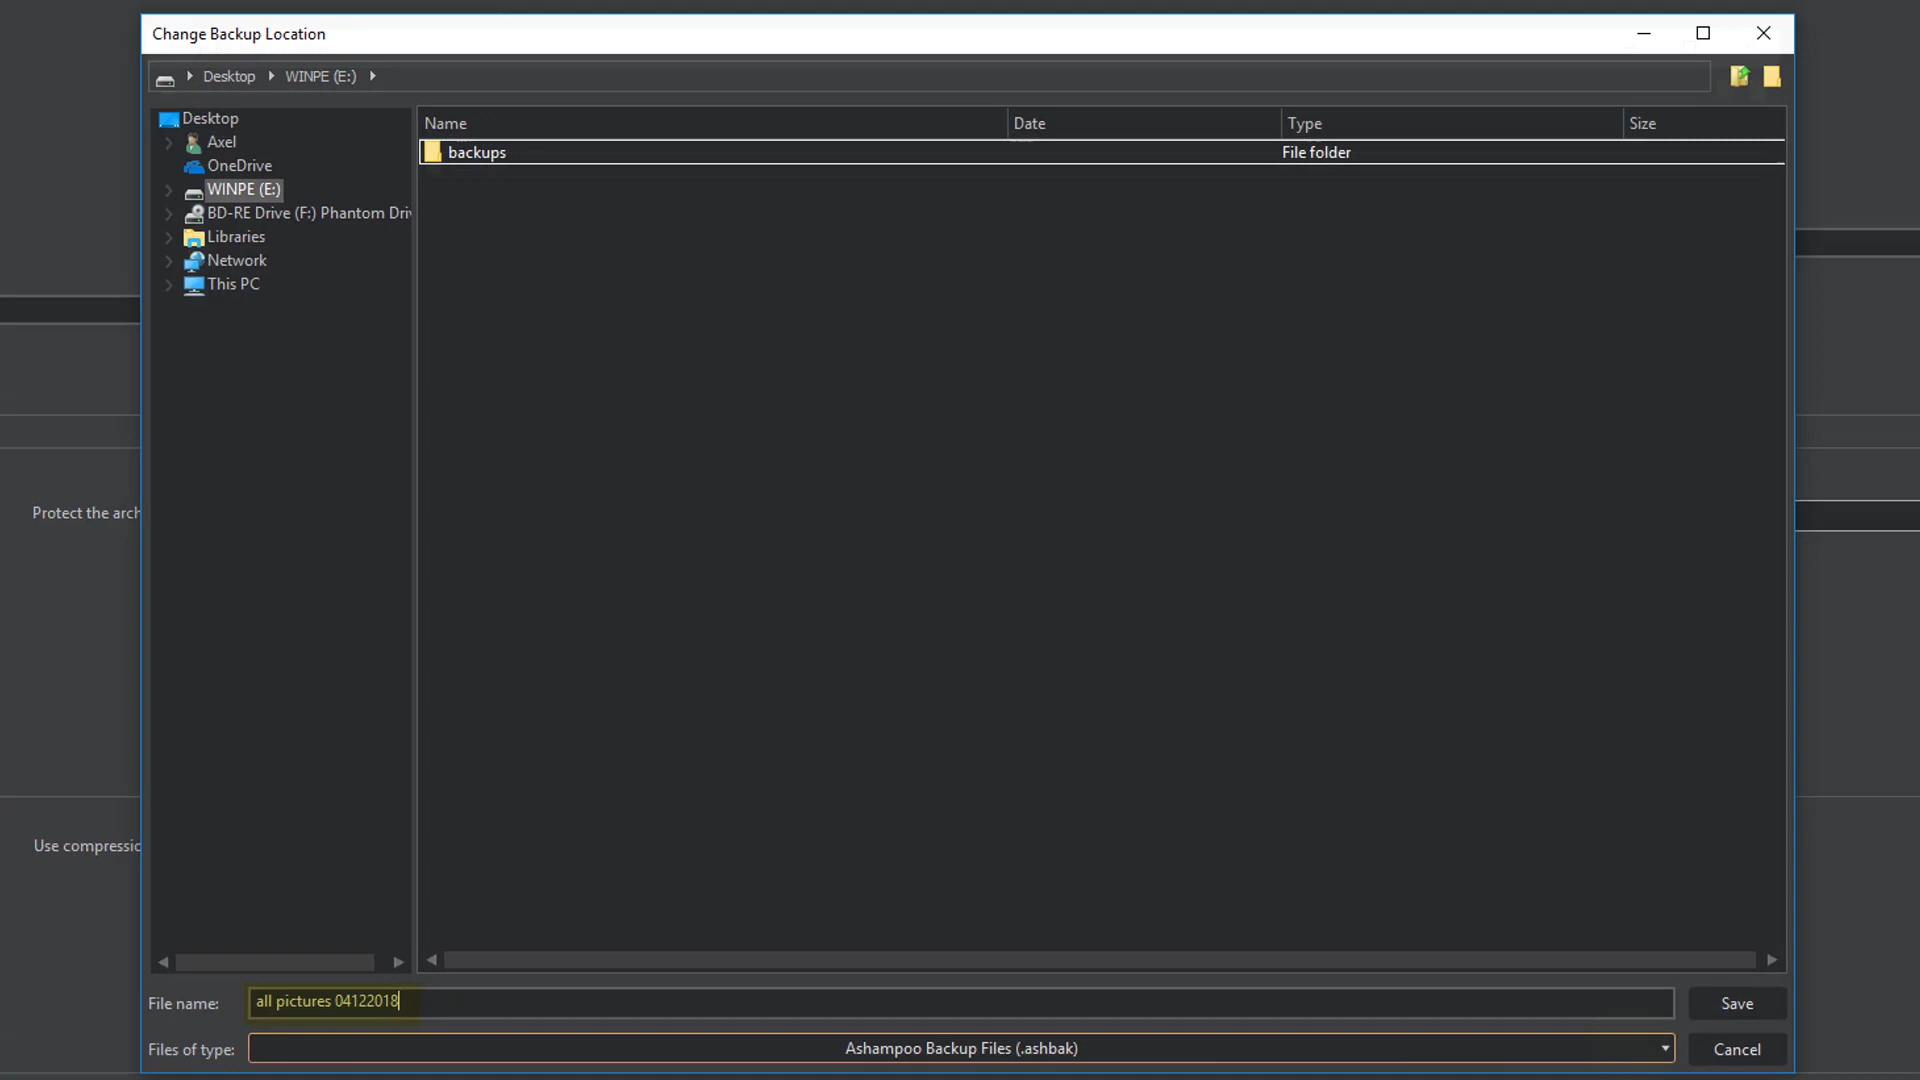 Change Backup Location
Desktop WINPE (E:)
Desktop
Axel
OneDrive
WINPE (E:)
BD-RE Drive (F:) Phantom Driv
Libraries
Network
This PC
Name Date Type Size
backups File folder
Protect the arch
Use compressio
File name: all pictures 04122018 Save
Files of type: Ashampoo Backup Files (.ashbak) Cancel